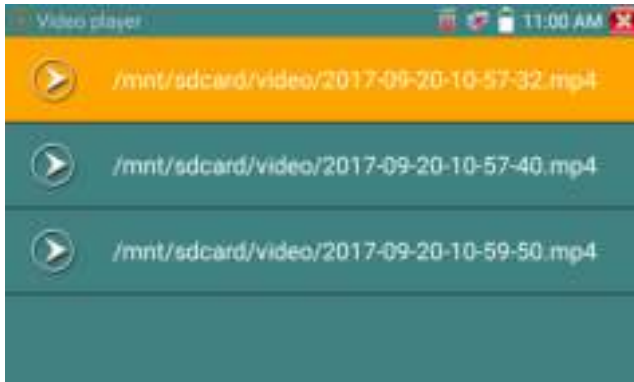 Video player 11:00 AM
/mnt/sdcard/video/2017-09-20-10-57-32.mp4
/mnt/sdcard/video/2017-09-20-10-57-40.mp4
/mnt/sdcard/video/2017-09-20-10-59-50.mp4